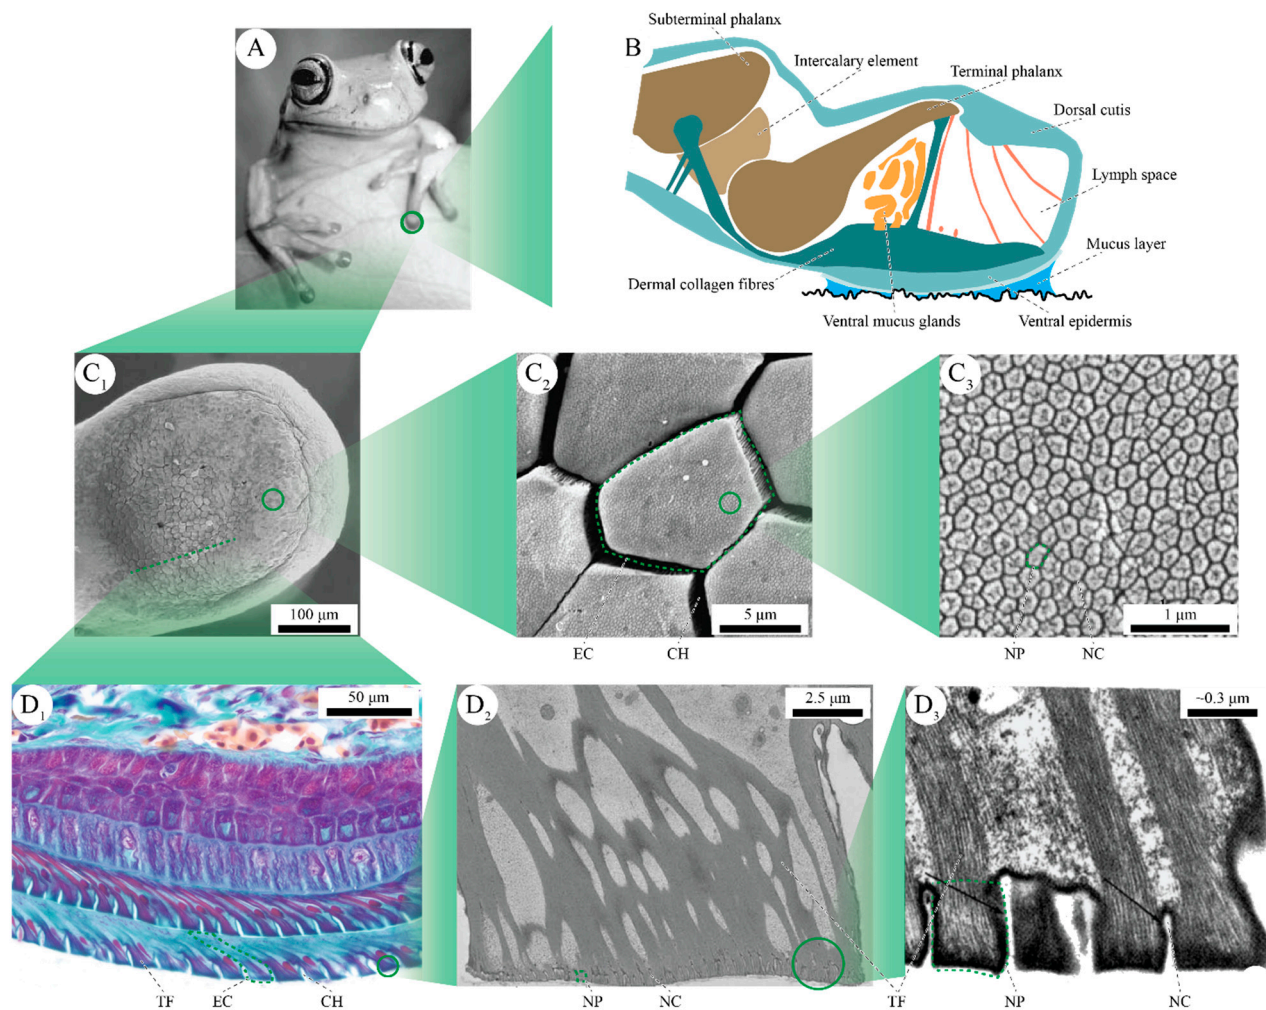 A
B
Subterminal phalanx
Intercalary element
Terminal phalanx
Dorsal cutis
Lymph space
Mucus layer
Dermal collagen fibres
Ventral mucus glands
Ventral epidermis
C1
100 μm
C2
5 μm
EC
CH
C3
1 μm
NP
NC
D1
50 μm
TF
EC
CH
D2
2.5 μm
NP
NC
TF
D3
~0.3 μm
NP
NC